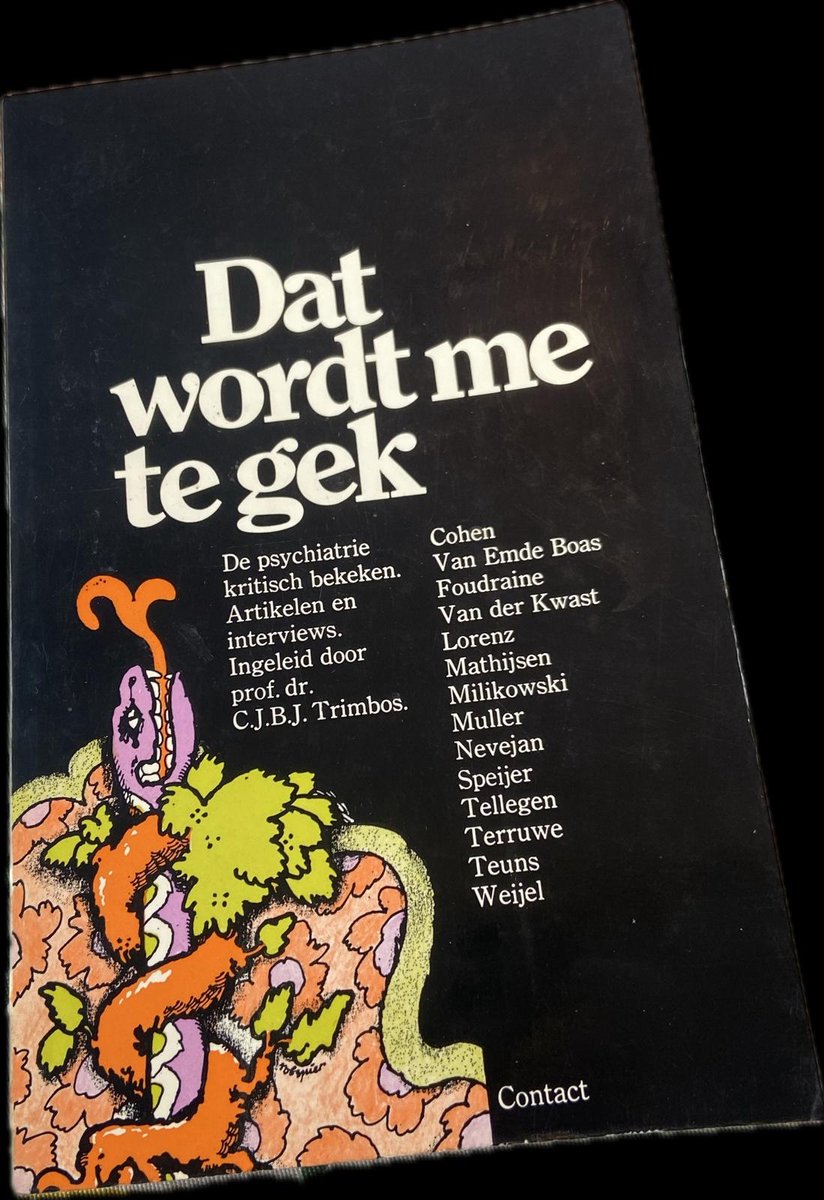 Dat
wordt me
te gek
De psychiatrie
kritisch bekeken.
Artikelen en
interviews.
Ingeleid door
prof. dr.
C.J.B.J. Trimbos.
Cohen
Van Emde Boas
Foudraine
Van der Kwast
Lorenz
Mathijsen
Milikowski
Muller
Nevejan
Speijer
Tellegen
Terruwe
Teuns
Weijel
Contact